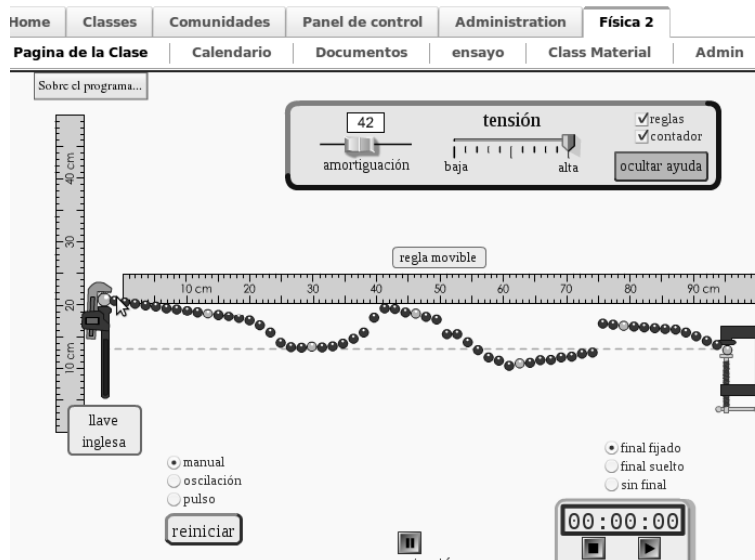 Home Classes Comunidades Panel de control Administration Física 2
Pagina de la Clase Calendario Documentos ensayo Class Material Admin
Sobre el programa...
42
amortiguación
tensión
baja alta
reglas
contador
ocultar ayuda
40 cm
30
20
10 cm
regla movible
10 cm 20 30 40 50 60 70 80 90 cm
llave
inglesa
manual
oscilación
pulso
reiniciar
final fijado
final suelto
sin final
00:00:00